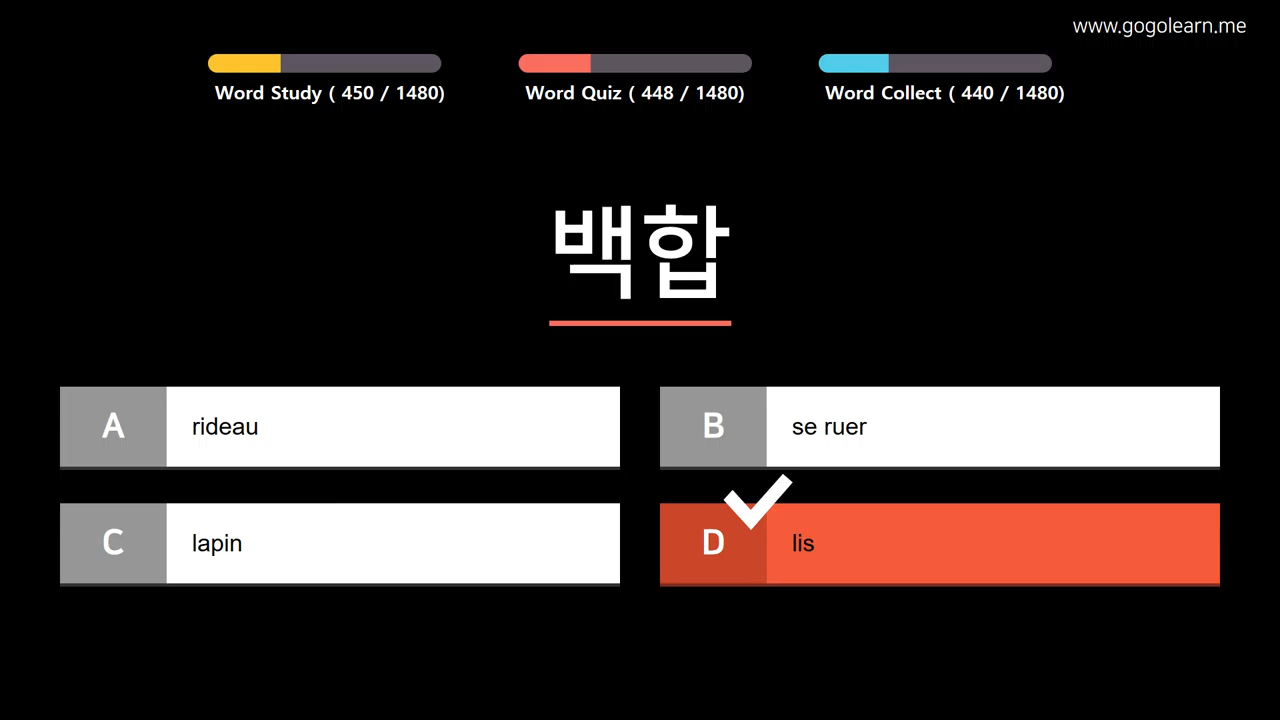 www.gogolearn.me
Word Study ( 450 / 1480)
Word Quiz ( 448 / 1480)
Word Collect ( 440 / 1480)
백합
A
rideau
B
se ruer
C
lapin
D
lis